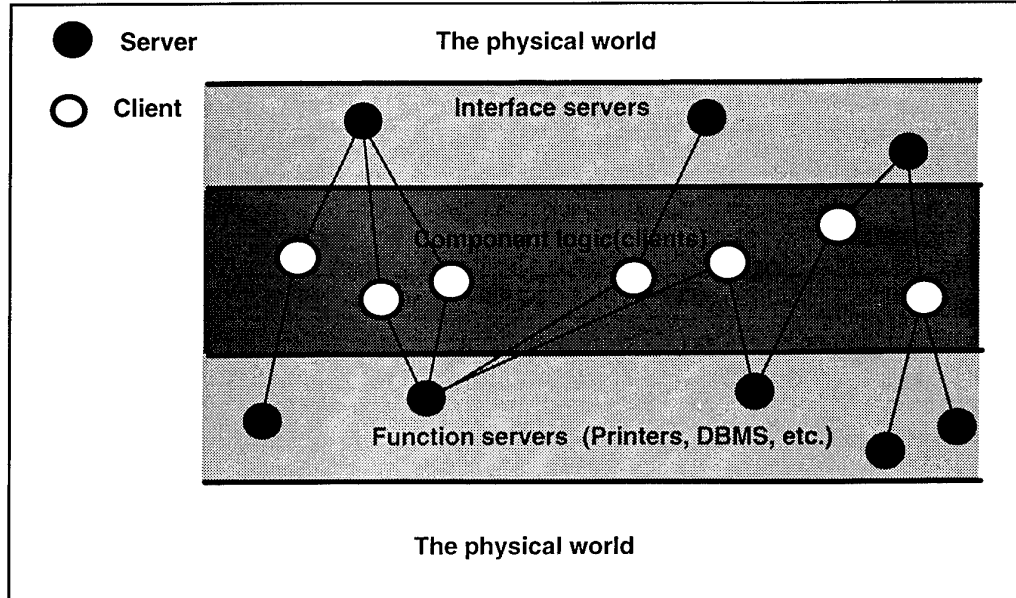 Server
The physical world
Client
Interface servers
Component logic(clients)
Function servers (Printers, DBMS, etc.)
The physical world